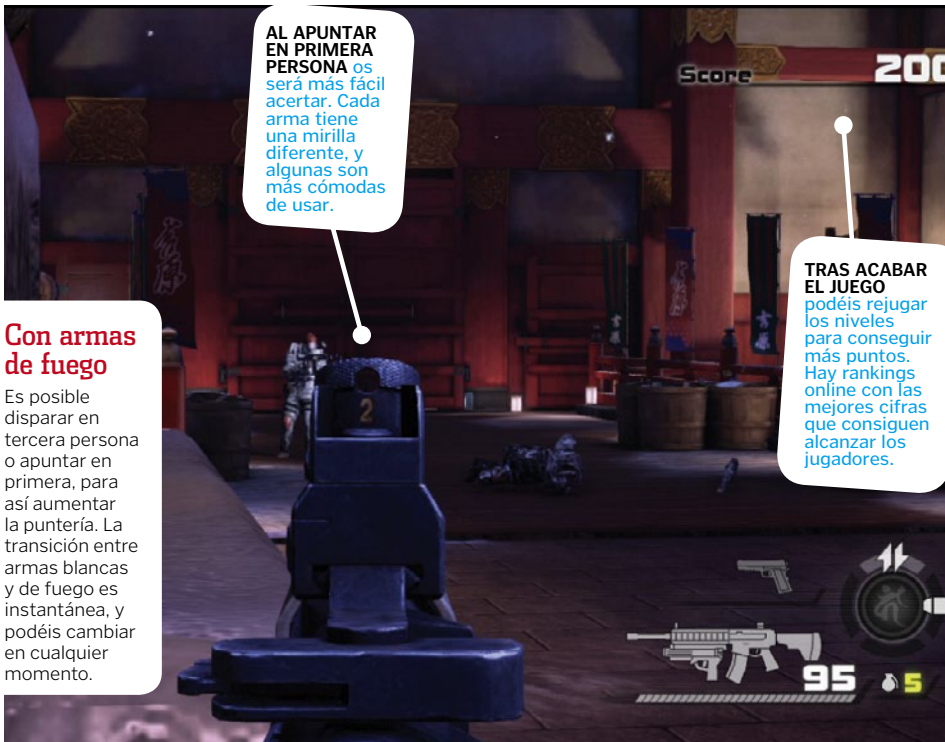 AL APUNTAR
EN PRIMERA
PERSONA os
será más fácil
acertar. Cada
arma tiene
una mirilla
diferente, y
algunas son
más cómodas
de usar.
Score
200
TRAS ACABAR
EL JUEGO
podéis rejugar
los niveles
para conseguir
más puntos.
Hay rankings
online con las
mejores cifras
que consiguen
alcanzar los
jugadores.
Con armas
de fuego
Es posible
disparar en
tercera persona
o apuntar en
primera, para
así aumentar
la puntería. La
transición entre
armas blancas
y de fuego es
instantánea, y
podéis cambiar
en cualquier
momento.
2
95
5